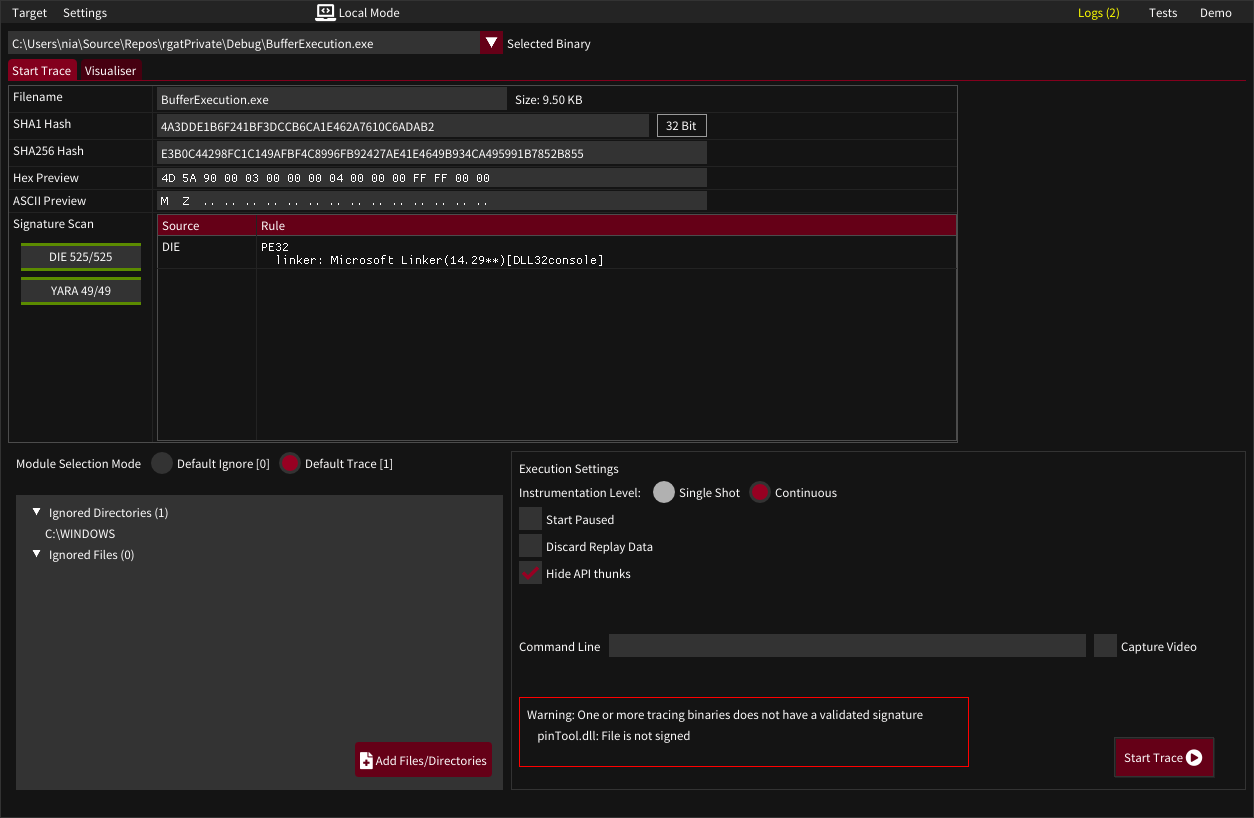 Target Settings Local Mode Logs (2) Tests Demo
C:\Users\nia\Source\Repos\rgatPrivate\Debug\BufferExecution.exe Selected Binary
Start Trace Visualiser
Filename BufferExecution.exe Size: 9.50 KB
SHA1 Hash 4A3DDE1B6F241BF3DCCB6CA1E462A7610C6ADAB2 32 Bit
SHA256 Hash E3B0C44298FC1C149AFBF4C8996FB92427AE41E4649B934CA495991B7852B855
Hex Preview 4D 5A 90 00 03 00 00 00 04 00 00 00 FF FF 00 00
ASCII Preview M Z .. .. .. .. .. .. .. .. .. .. .. .. .. ..
Signature Scan Source Rule
DIE PE32
linker: Microsoft Linker(14.29**)[DLL32console]
DIE 525/525
YARA 49/49
Module Selection Mode Default Ignore [0] Default Trace [1]
Ignored Directories (1)
C:\WINDOWS
Ignored Files (0)
Add Files/Directories
Execution Settings
Instrumentation Level: Single Shot Continuous
Start Paused
Discard Replay Data
Hide API thunks
Command Line Capture Video
Warning: One or more tracing binaries does not have a validated signature
pinTool.dll: File is not signed
Start Trace